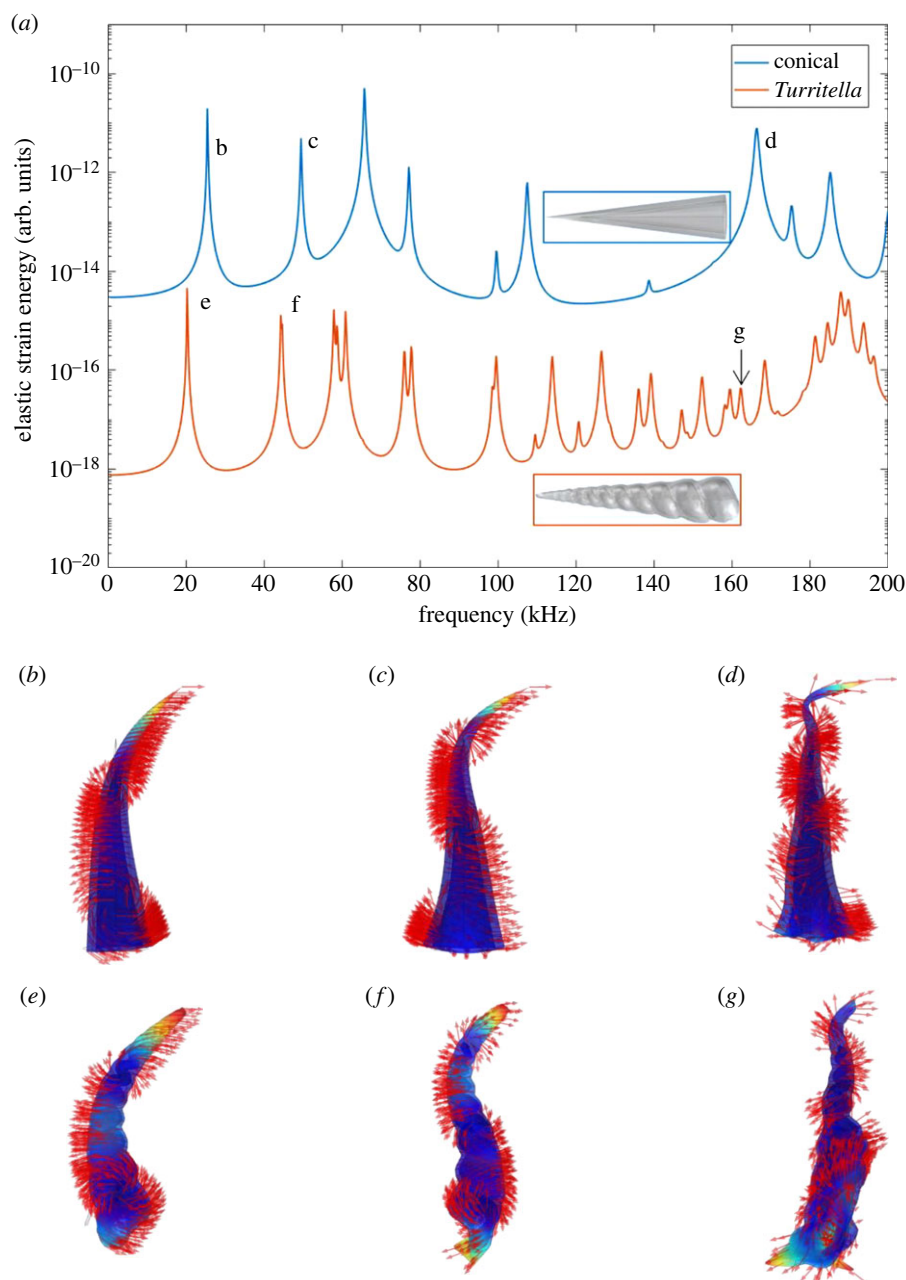 (a)
10–10
10–12
10–14
10–16
10–18
10–20
elastic strain energy (arb. units)
conical
Turritella
b
c
d
e
f
g
0
20
40
60
80
100
120
140
160
180
200
frequency (kHz)
(b)
(c)
(d)
(e)
(f)
(g)